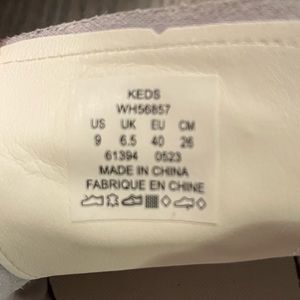 KEDS
WH56857
US UK EU CM
9 6.5 40 26
61394 0523
MADE IN CHINA
FABRIQUE EN CHINE